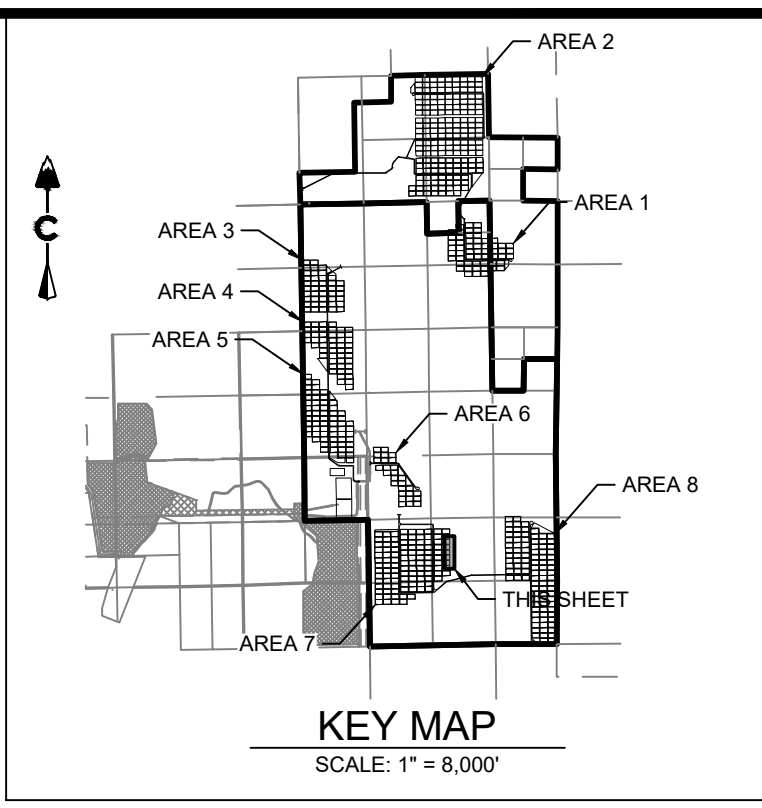 AREA 2
AREA 1
AREA 3
AREA 4
AREA 5
AREA 6
AREA 8
THIS SHEET
AREA 7
KEY MAP
SCALE: 1" = 8,000'